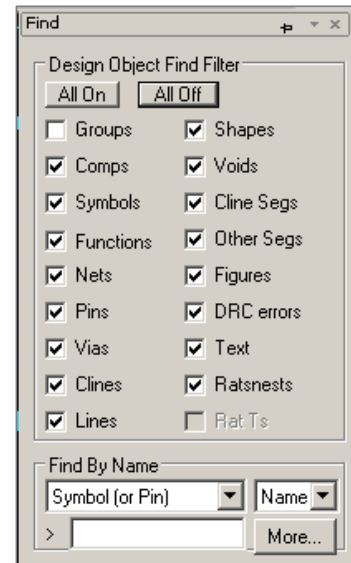 Find
Design Object Find Filter
All On All Off
Groups Shapes
Comps Voids
Symbols Cline Segs
Functions Other Segs
Nets Figures
Pins DRC errors
Vias Text
Clines Ratsnests
Lines Rat Ts
Find By Name
Symbol (or Pin) Name
> More...